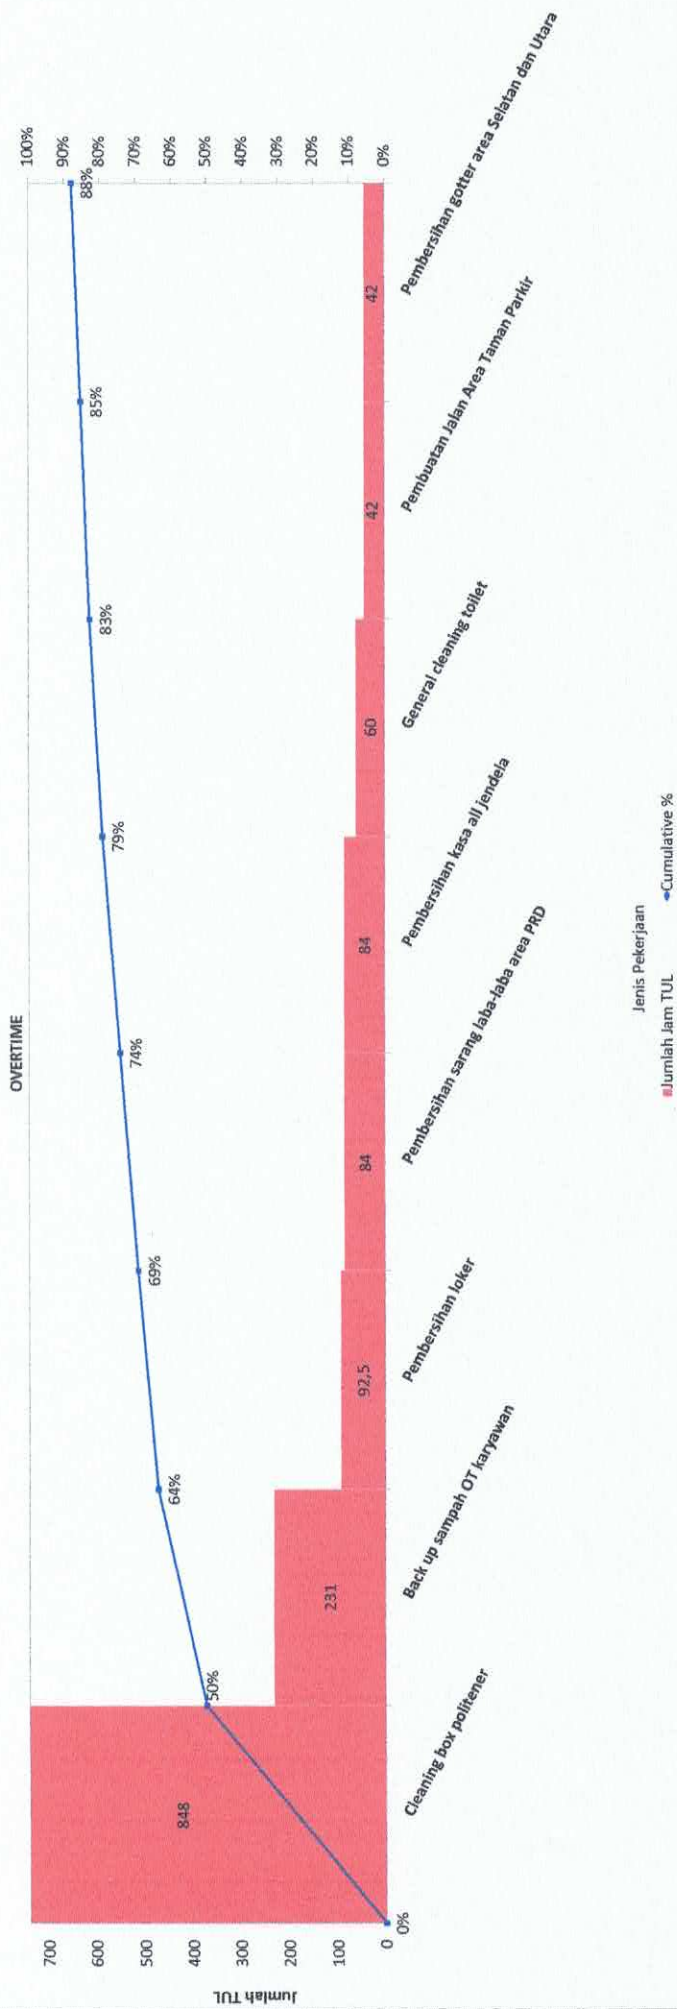 OVERTIME
Jumlah TUL
700
600
500
400
300
200
100
0
100%
90%
80%
70%
60%
50%
40%
30%
20%
10%
0%
0%
50%
64%
69%
74%
79%
83%
85%
88%
848
231
92,5
84
84
60
42
42
Cleaning box politener
Back up sampah OT karyawan
Pembersihan loker
Pembersihan sarang laba-laba area PRD
Pembersihan kasa all jendela
General cleaning toilet
Pembuatan Jalan Area Taman Parkir
Pembersihan gotter area Selatan dan Utara
Jenis Pekerjaan
Jumlah Jam TUL
Cumulative %